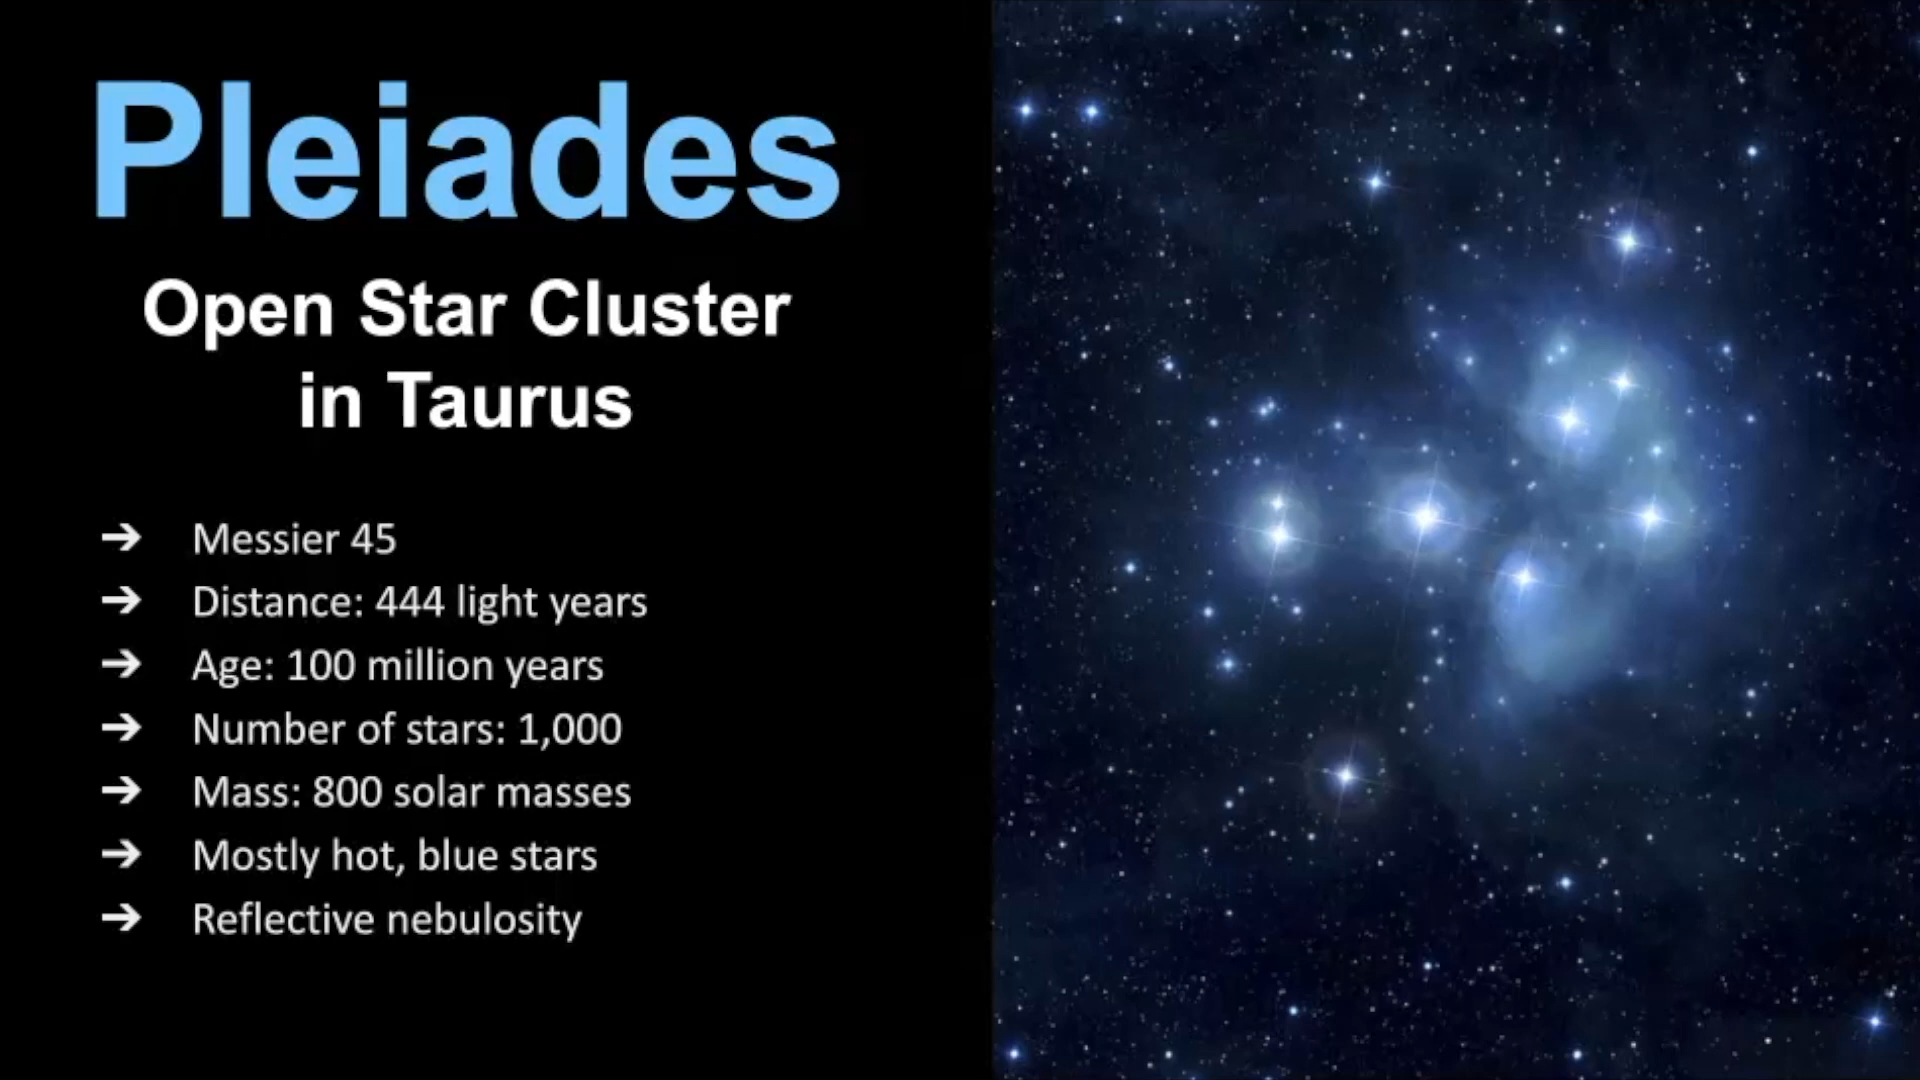 Pleiades
Open Star Cluster
in Taurus
➔ Messier 45
➔ Distance: 444 light years
➔ Age: 100 million years
➔ Number of stars: 1,000
➔ Mass: 800 solar masses
➔ Mostly hot, blue stars
➔ Reflective nebulosity